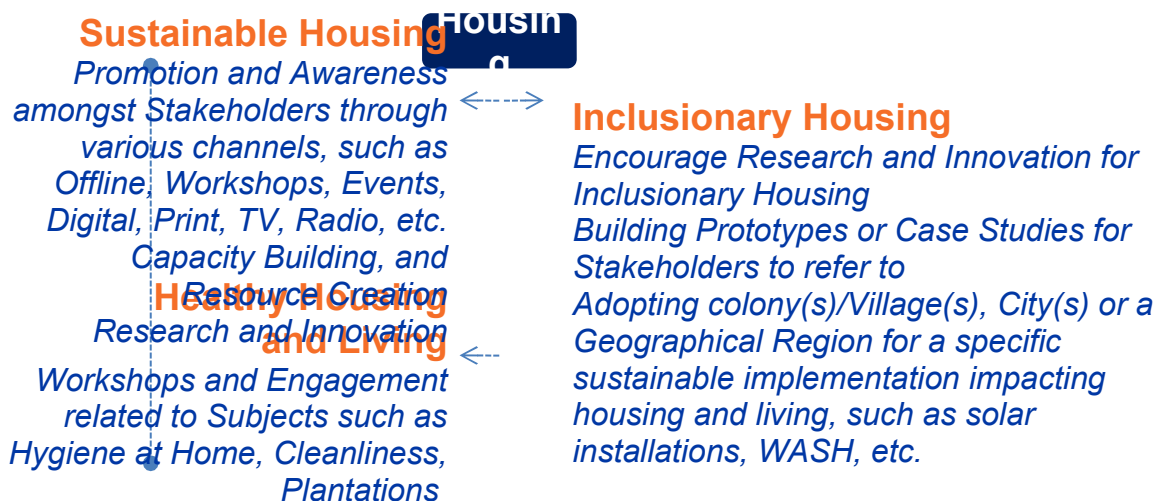 Housin
g
Sustainable Housing
Promotion and Awareness
amongst Stakeholders through
various channels, such as
Offline, Workshops, Events,
Digital, Print, TV, Radio, etc.
Capacity Building, and
Resource Creation
Research and Innovation
Healthy Housing
and Living
Workshops and Engagement
related to Subjects such as
Hygiene at Home, Cleanliness,
Plantations
Inclusionary Housing
Encourage Research and Innovation for
Inclusionary Housing
Building Prototypes or Case Studies for
Stakeholders to refer to
Adopting colony(s)/Village(s), City(s) or a
Geographical Region for a specific
sustainable implementation impacting
housing and living, such as solar
installations, WASH, etc.